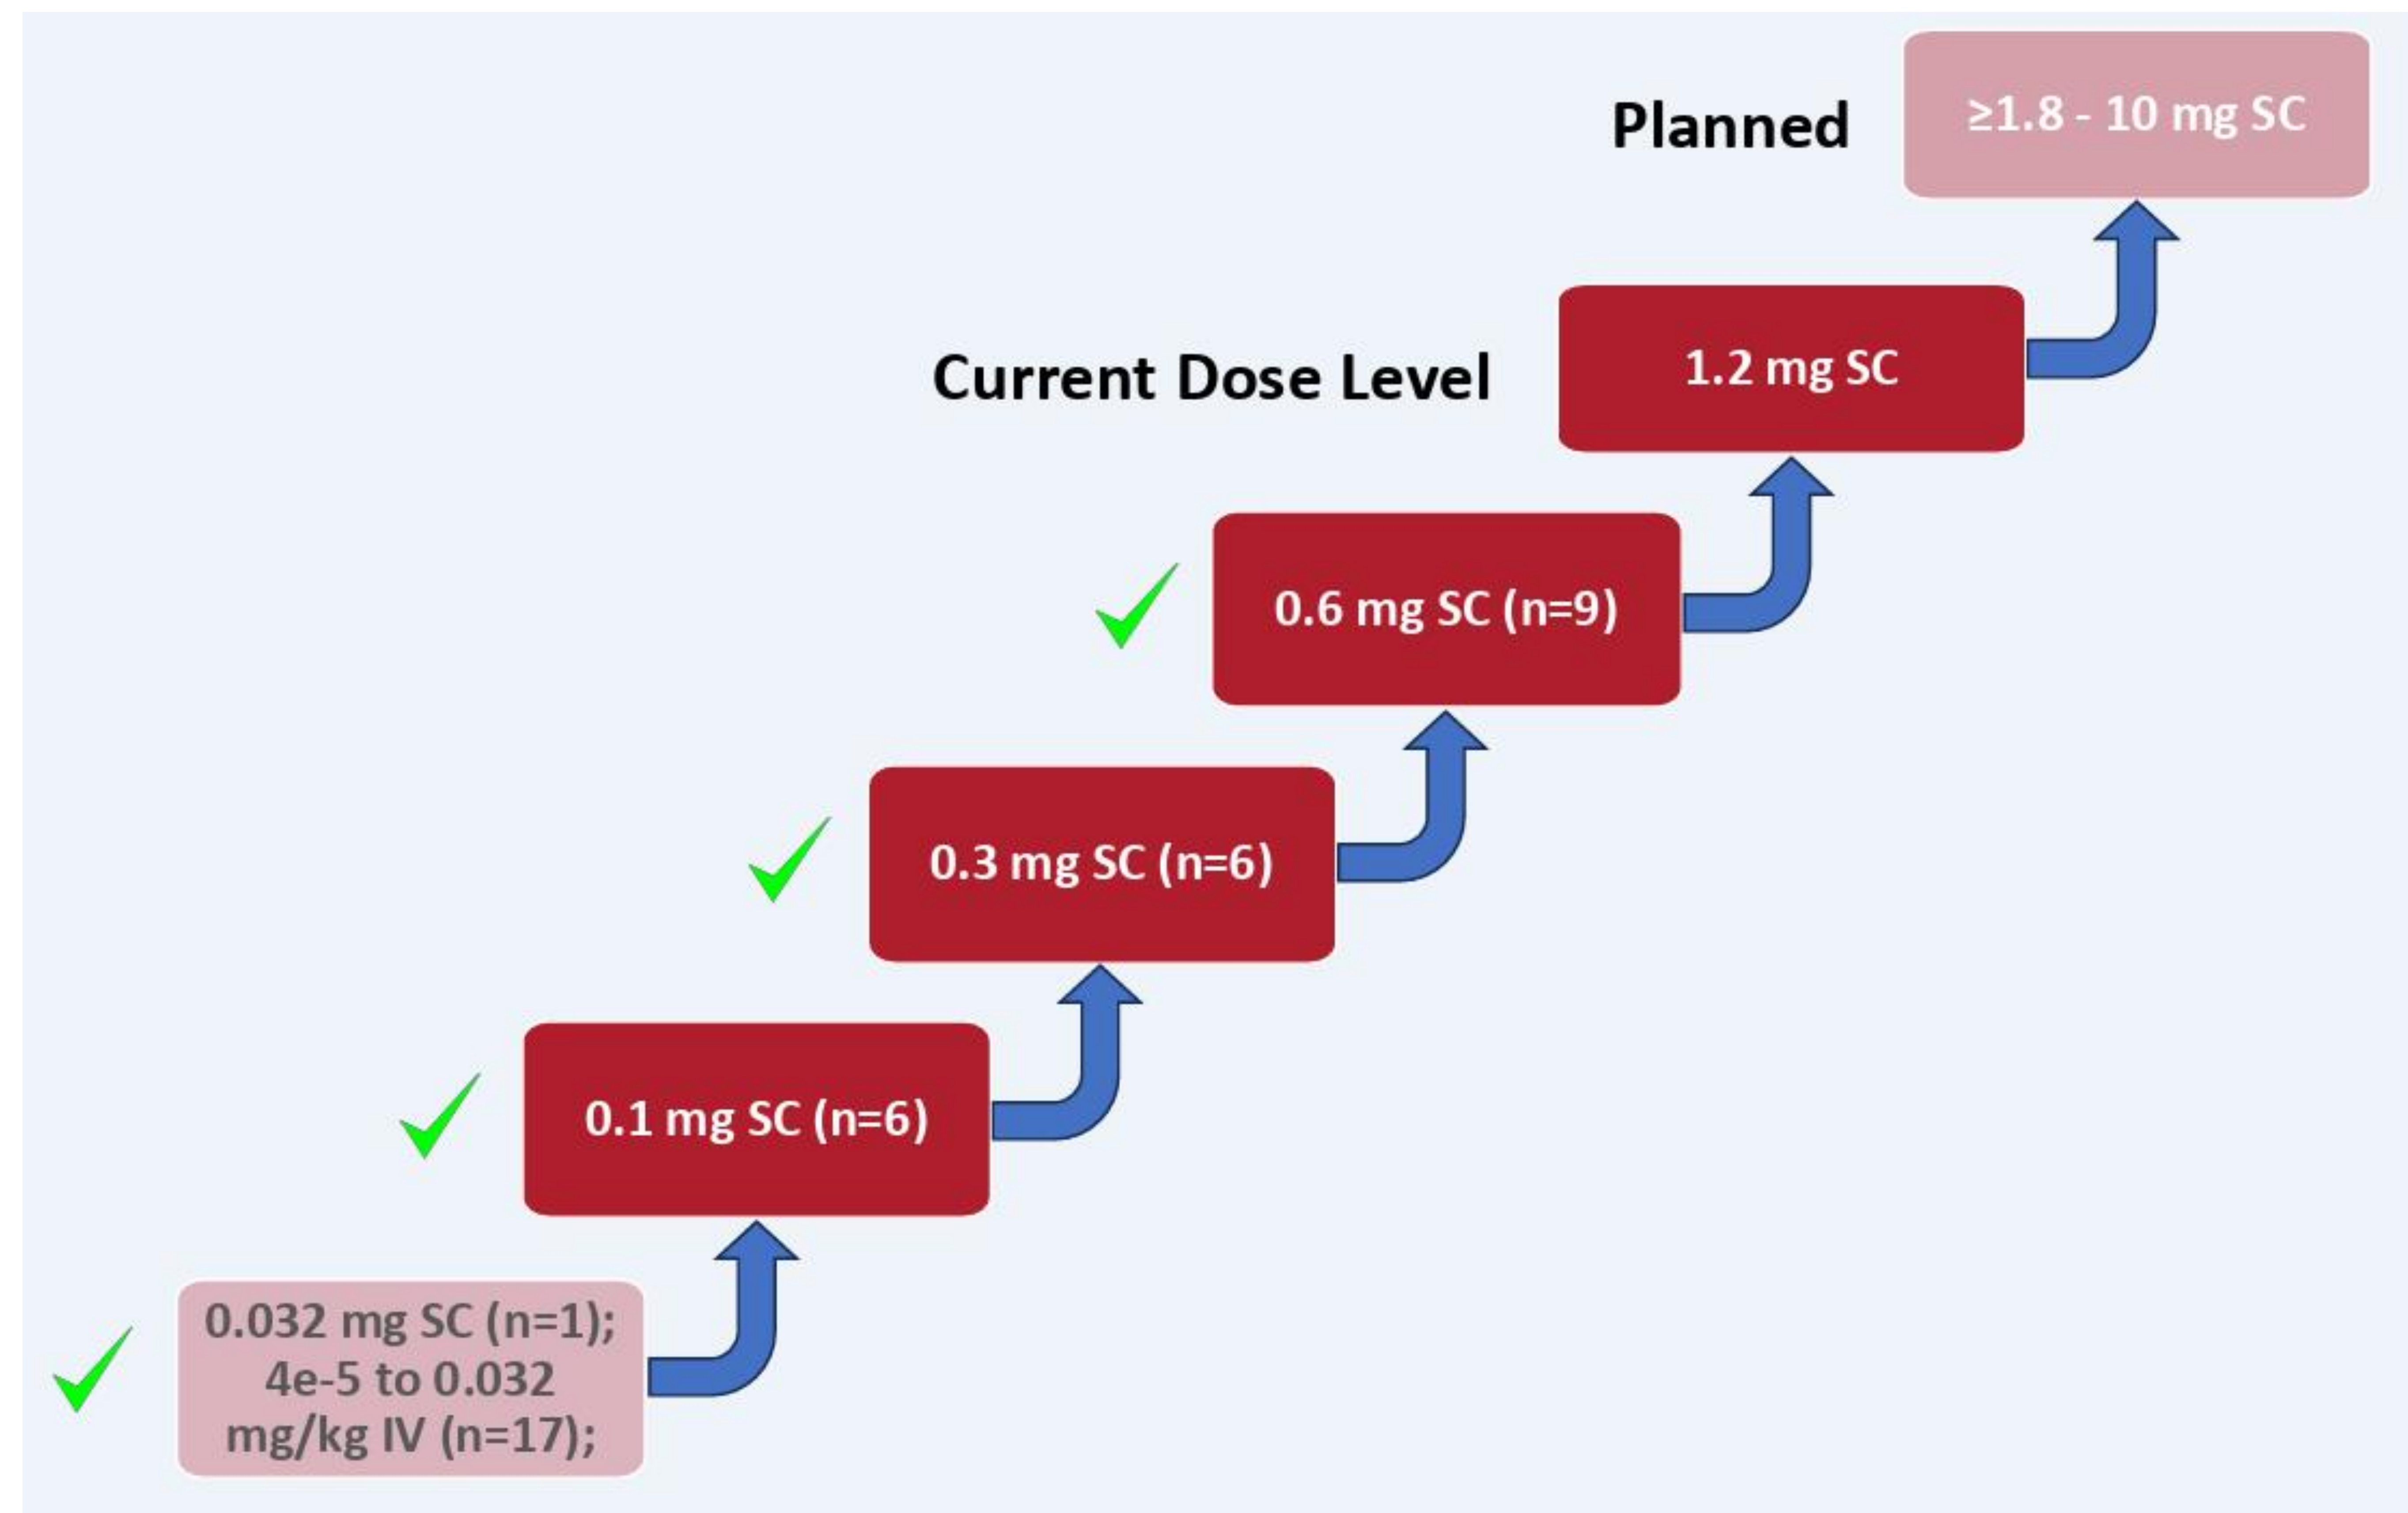 Planned
≥1.8 - 10 mg SC
Current Dose Level
1.2 mg SC
0.6 mg SC (n=9)
0.3 mg SC (n=6)
0.1 mg SC (n=6)
0.032 mg SC (n=1);
4e-5 to 0.032
mg/kg IV (n=17);